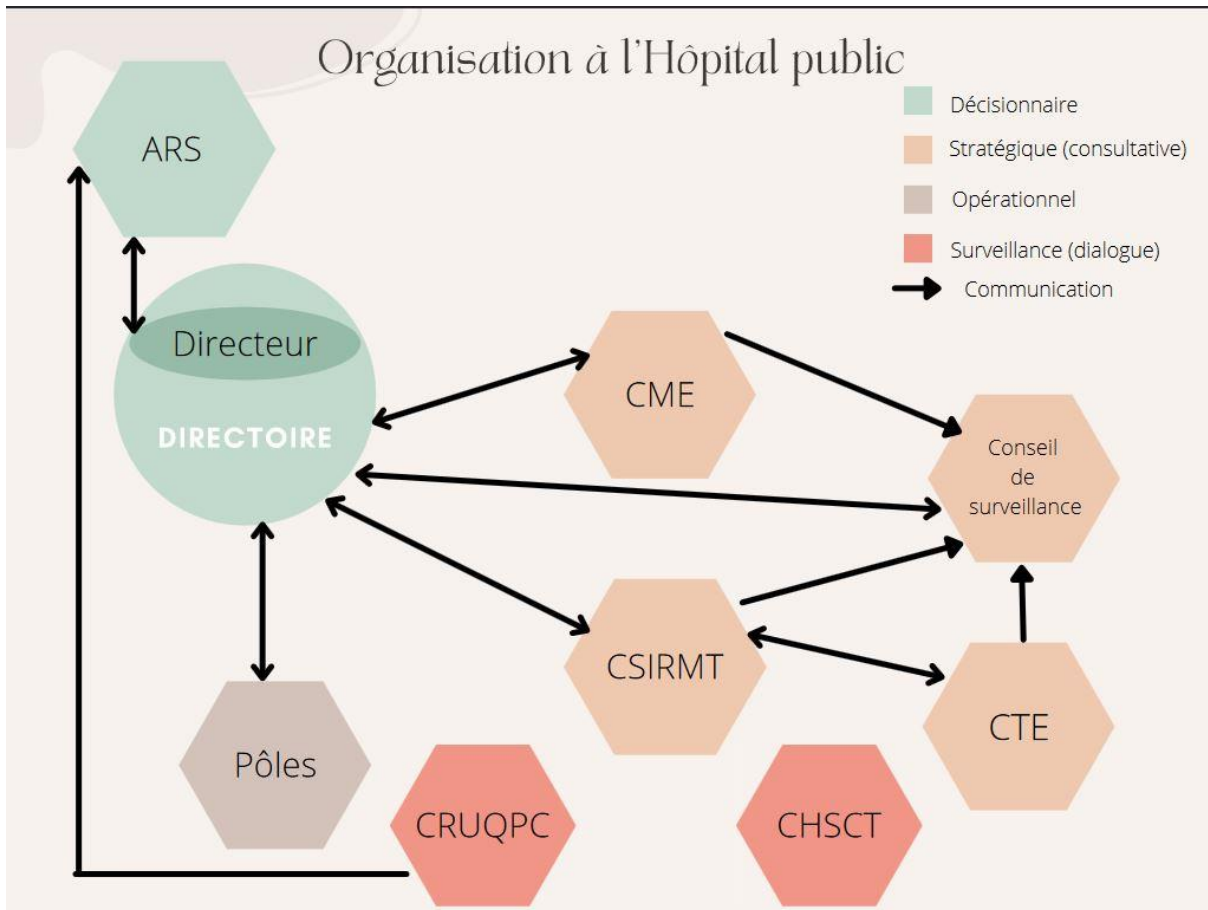 Organisation à l'Hôpital public
ARS
Décisionnaire
Stratégique (consultative)
Opérationnel
Surveillance (dialogue)
Communication
Directeur
DIRECTOIRE
CME
Conseil
de
surveillance
CSIRMT
CTE
Pôles
CRUQPC
CHSCT